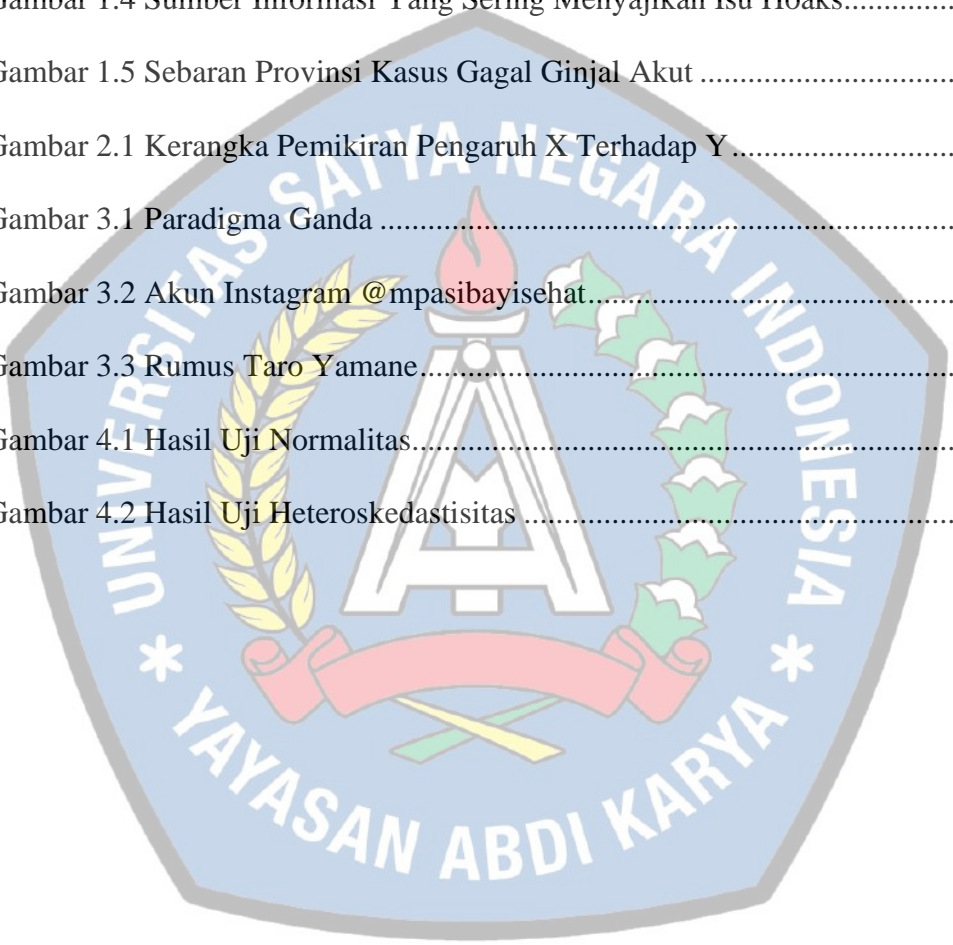 Gambar 1.4 Sumber Informasi Yang Sering Menyajikan Isu Hoaks..............
Gambar 1.5 Sebaran Provinsi Kasus Gagal Ginjal Akut ..............................
Gambar 2.1 Kerangka Pemikiran Pengaruh X Terhadap Y..........................
Gambar 3.1 Paradigma Ganda ....................................................................
Gambar 3.2 Akun Instagram @mpasibayisehat..........................................
Gambar 3.3 Rumus Taro Yamane................................................................
Gambar 4.1 Hasil Uji Normalitas.................................................................
Gambar 4.2 Hasil Uji Heteroskedastisitas ...................................................
UNIVERSITAS SATYA NEGARA INDONESIA
* YAYASAN ABDI KARYA *